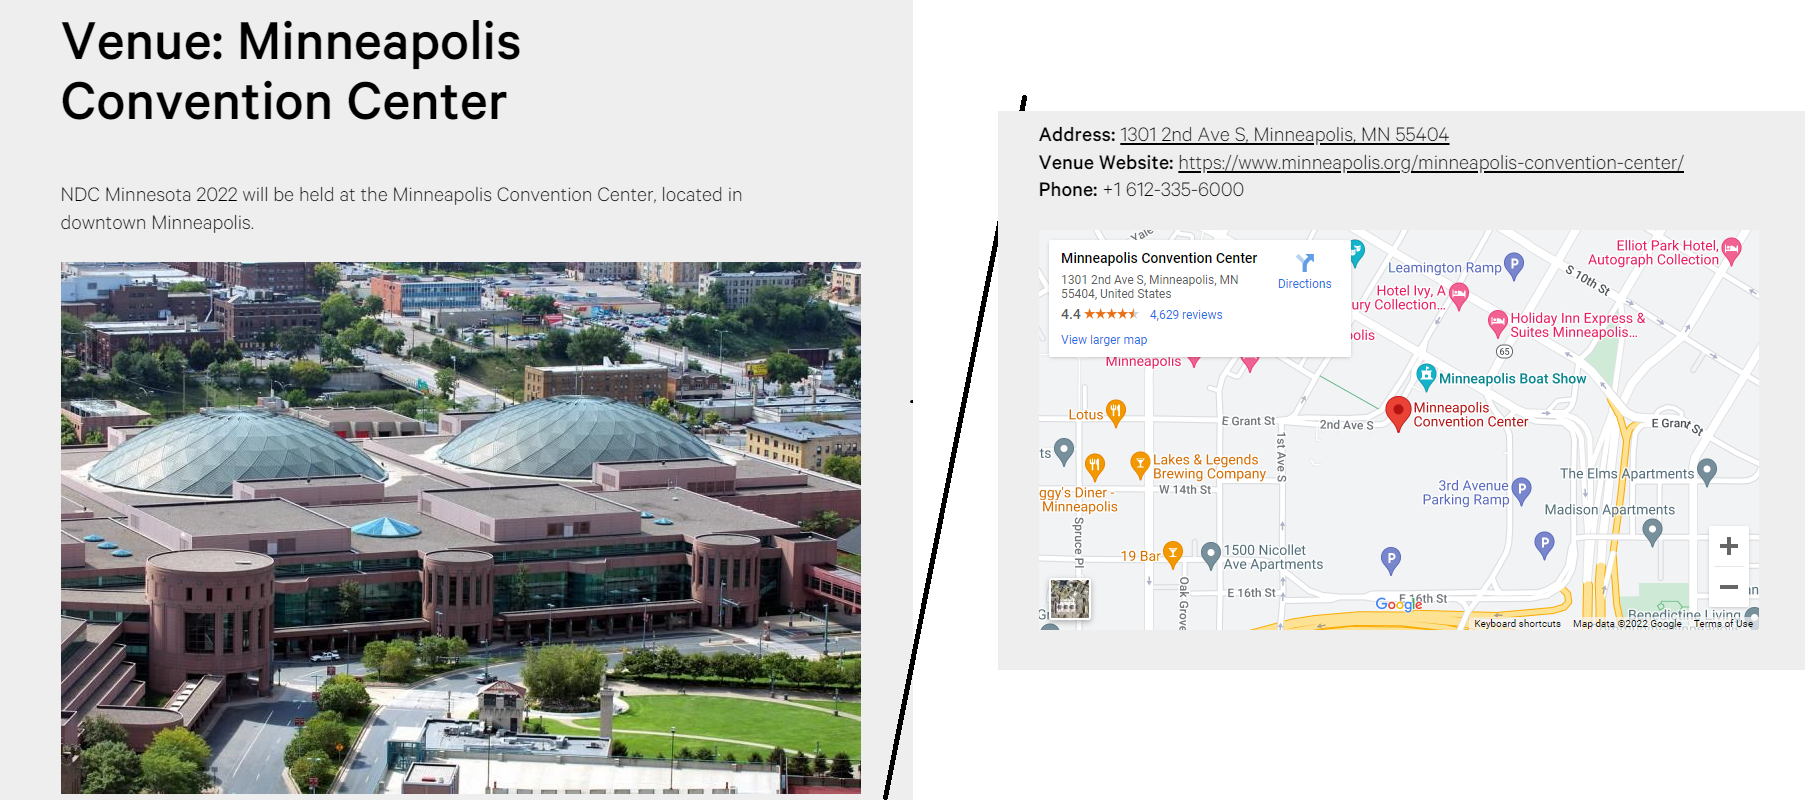 Venue: Minneapolis
Convention Center
NDC Minnesota 2022 will be held at the Minneapolis Convention Center, located in
downtown Minneapolis.
Address: 1301 2nd Ave S, Minneapolis, MN 55404
Venue Website: https://www.minneapolis.org/minneapolis-convention-center/
Phone: +1 612-335-6000
Minneapolis Convention Center
1301 2nd Ave S, Minneapolis, MN
55404, United States
4.4
4,629 reviews
View larger map
Directions
Yale
Leamington Ramp
Elliot Park Hotel,
Autograph Collection
S 10th St
Hotel Ivy, A
ury Collection...
Holiday Inn Express &
Suites Minneapolis...
olis
65
Minneapolis
Minneapolis Boat Show
Minneapolis
Convention Center
Lotus
E Grant St
2nd Ave S
E Grant St
1st Ave S
ts
Lakes & Legends
Brewing Company
The Elms Apartments
W 14th St
3rd Avenue
Parking Ramp
ggy's Diner -
Minneapolis
Madison Apartments
Spruce Pl
19 Bar
1500 Nicollet
Ave Apartments
Oak Grove
E 16th St
E 16th St
Google
Benedictine Living
Keyboard shortcuts
Map data ©2022 Google
Terms of Use